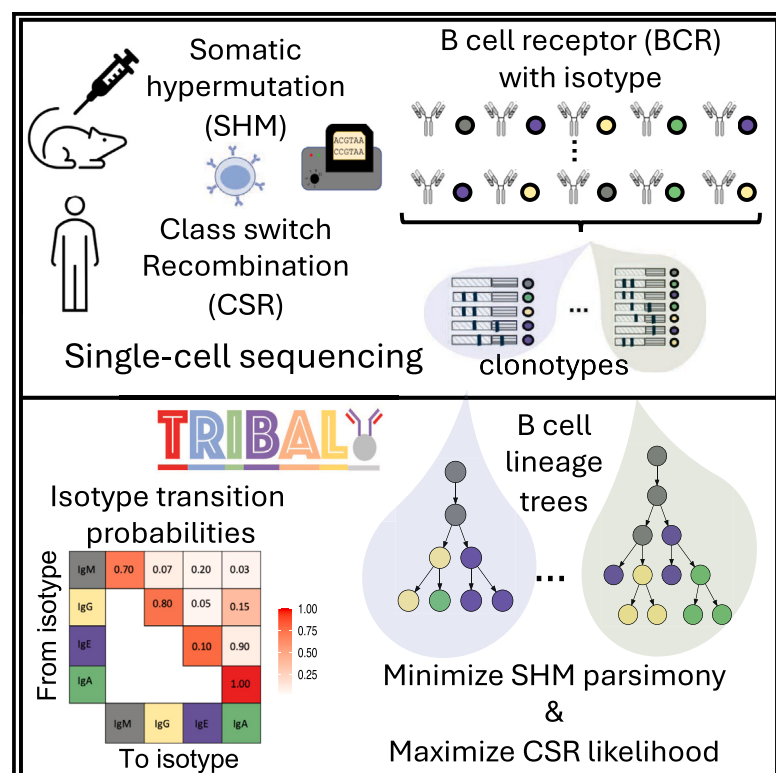 Somatic
hypermutation
(SHM)
ACGTAA
CCGTAA
Class switch
Recombination
(CSR)
Single-cell sequencing
B cell receptor (BCR)
with isotype
...
clonotypes
TRIBAL
Isotype transition
probabilities
From isotype
IgM 0.70 0.07 0.20 0.03
IgG 0.80 0.05 0.15
IgE 0.10 0.90
IgA 1.00
IgM IgG IgE IgA
To isotype
1.00
0.75
0.50
0.25
B cell
lineage
trees
...
Minimize SHM parsimony
&
Maximize CSR likelihood